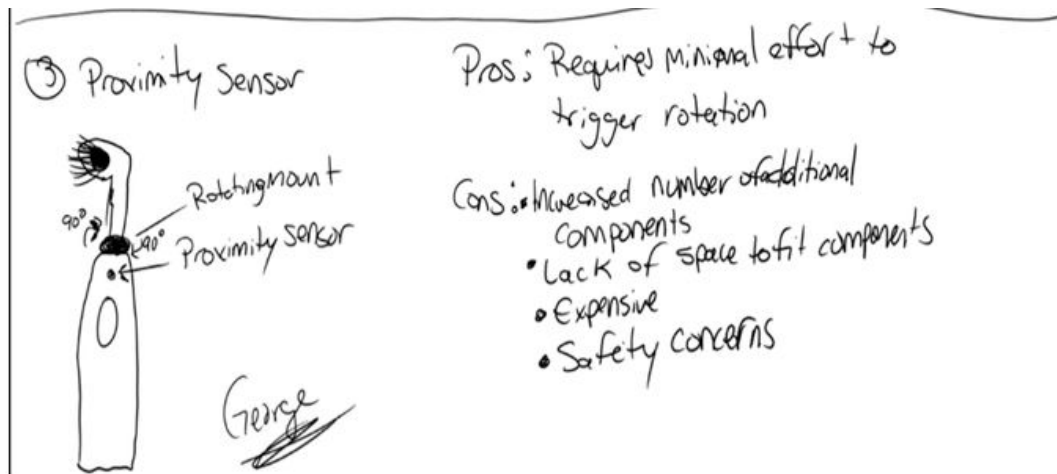 ③ Proximity Sensor
90°
90°
Rotating mount
Proximity sensor
George
Pros: Requires minimal effort to
trigger rotation
Cons: • Increased number of additional
components
• Lack of space to fit components
• Expensive
• Safety concerns